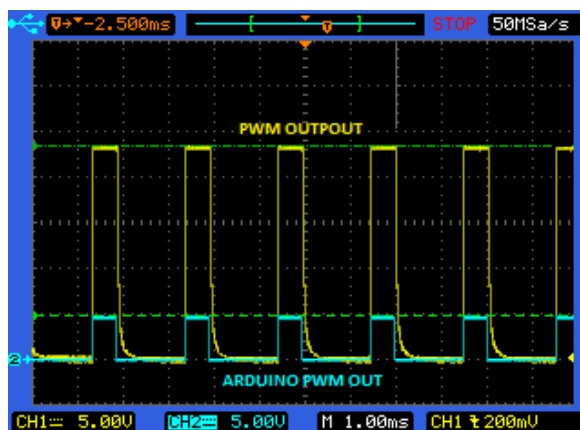 -2.500ms STOP 50MSa/s
PWM OUTPOUT
2
ARDUINO PWM OUT
CH1 5.00V CH2 5.00V M 1.00ms CH1 200mV